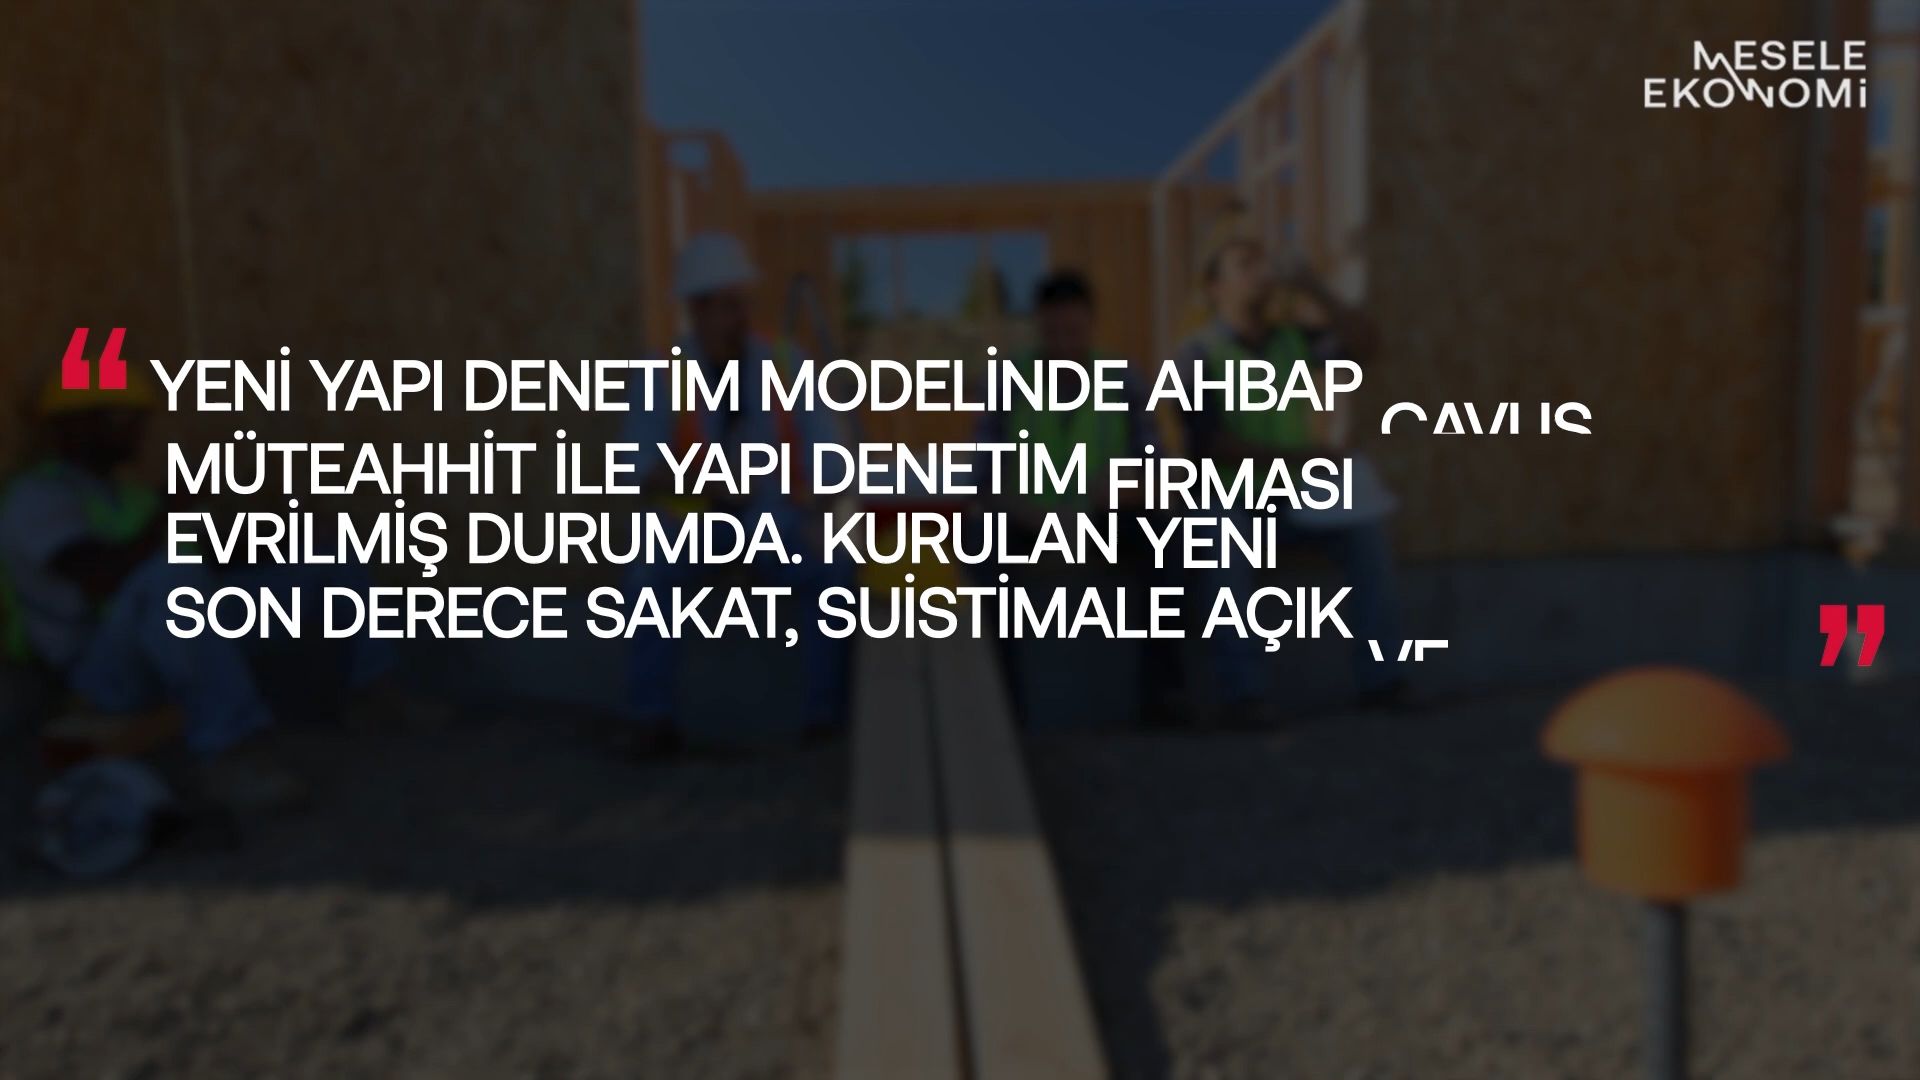 MESELE
EKONOMİ
“ YENİ YAPI DENETİM MODELİNDE AHBAP
MÜTEAHHİT İLE YAPI DENETİM FİRMASI
EVRİLMİŞ DURUMDA. KURULAN YENİ
SON DERECE SAKAT, SUİSTİMALE AÇIK VE ”